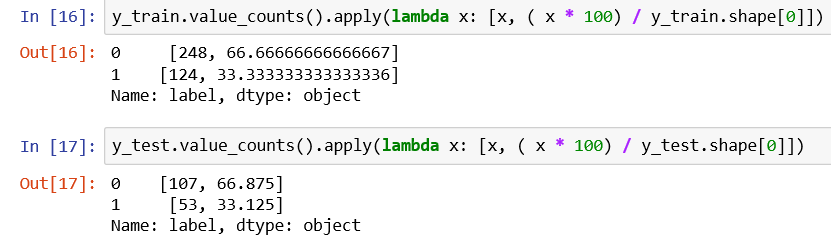 In [16]: y_train.value_counts().apply(lambda x: [x, ( x * 100) / y_train.shape[0]])
Out[16]: 0    [248, 66.66666666666667]
1    [124, 33.333333333333336]
Name: label, dtype: object
In [17]: y_test.value_counts().apply(lambda x: [x, ( x * 100) / y_test.shape[0]])
Out[17]: 0    [107, 66.875]
1    [53, 33.125]
Name: label, dtype: object